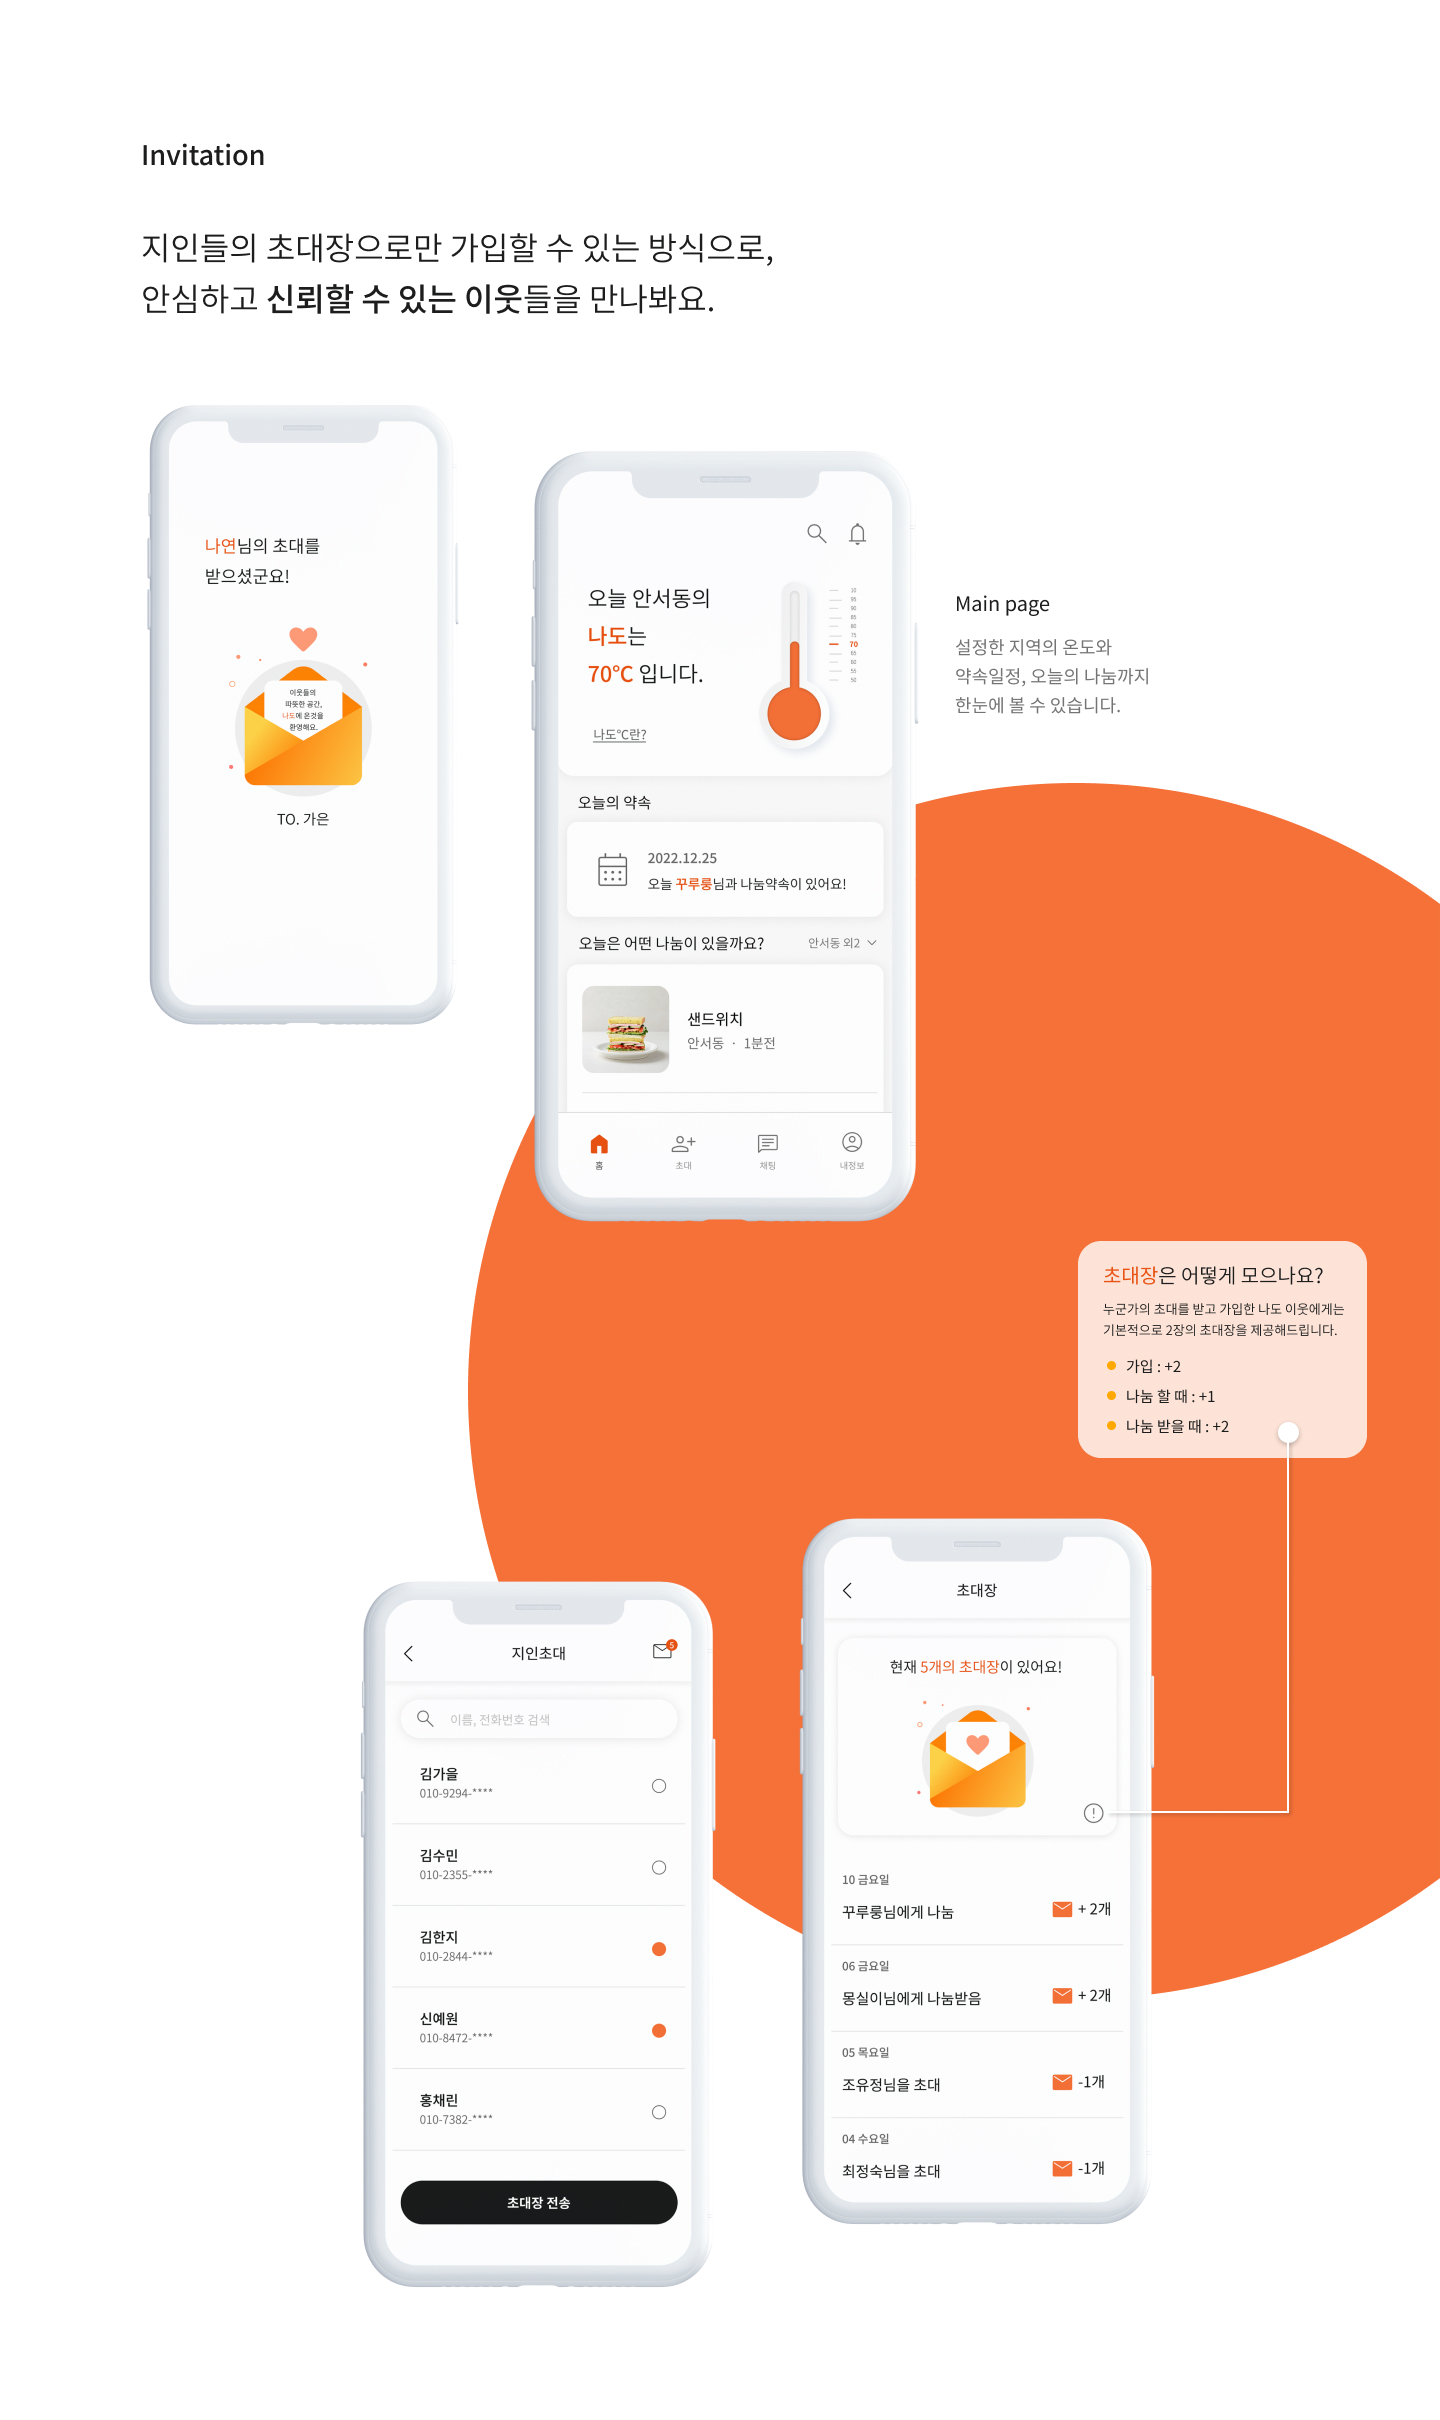 Invitation
지인들의 초대장으로만 가입할 수 있는 방식으로,
안심하고 신뢰할 수 있는 이웃들을 만나봐요.
나연님의 초대를
받으셨군요!
이웃들의
따뜻한 공간,
나도에 온것을
환영해요.
TO. 가은
오늘 안서동의
나도는
70℃ 입니다.
나도℃란?
10
95
90
85
80
75
70
65
60
55
50
오늘의 약속
2022.12.25
오늘 꾸루룽님과 나눔약속이 있어요!
오늘은 어떤 나눔이 있을까요?
안서동 외2
샌드위치
안서동 · 1분전
홈
초대
채팅
내정보
Main page
설정한 지역의 온도와
약속일정, 오늘의 나눔까지
한눈에 볼 수 있습니다.
초대장은 어떻게 모으나요?
누군가의 초대를 받고 가입한 나도 이웃에게는
기본적으로 2장의 초대장을 제공해드립니다.
가입 : +2
나눔 할 때 : +1
나눔 받을 때 : +2
지인초대
5
이름, 전화번호 검색
김가을
010-9294-****
김수민
010-2355-****
김한지
010-2844-****
신예원
010-8472-****
홍채린
010-7382-****
초대장 전송
초대장
현재 5개의 초대장이 있어요!
10 금요일
꾸루룽님에게 나눔
+ 2개
06 금요일
몽실이님에게 나눔받음
+ 2개
05 목요일
조유정님을 초대
-1개
04 수요일
최정숙님을 초대
-1개